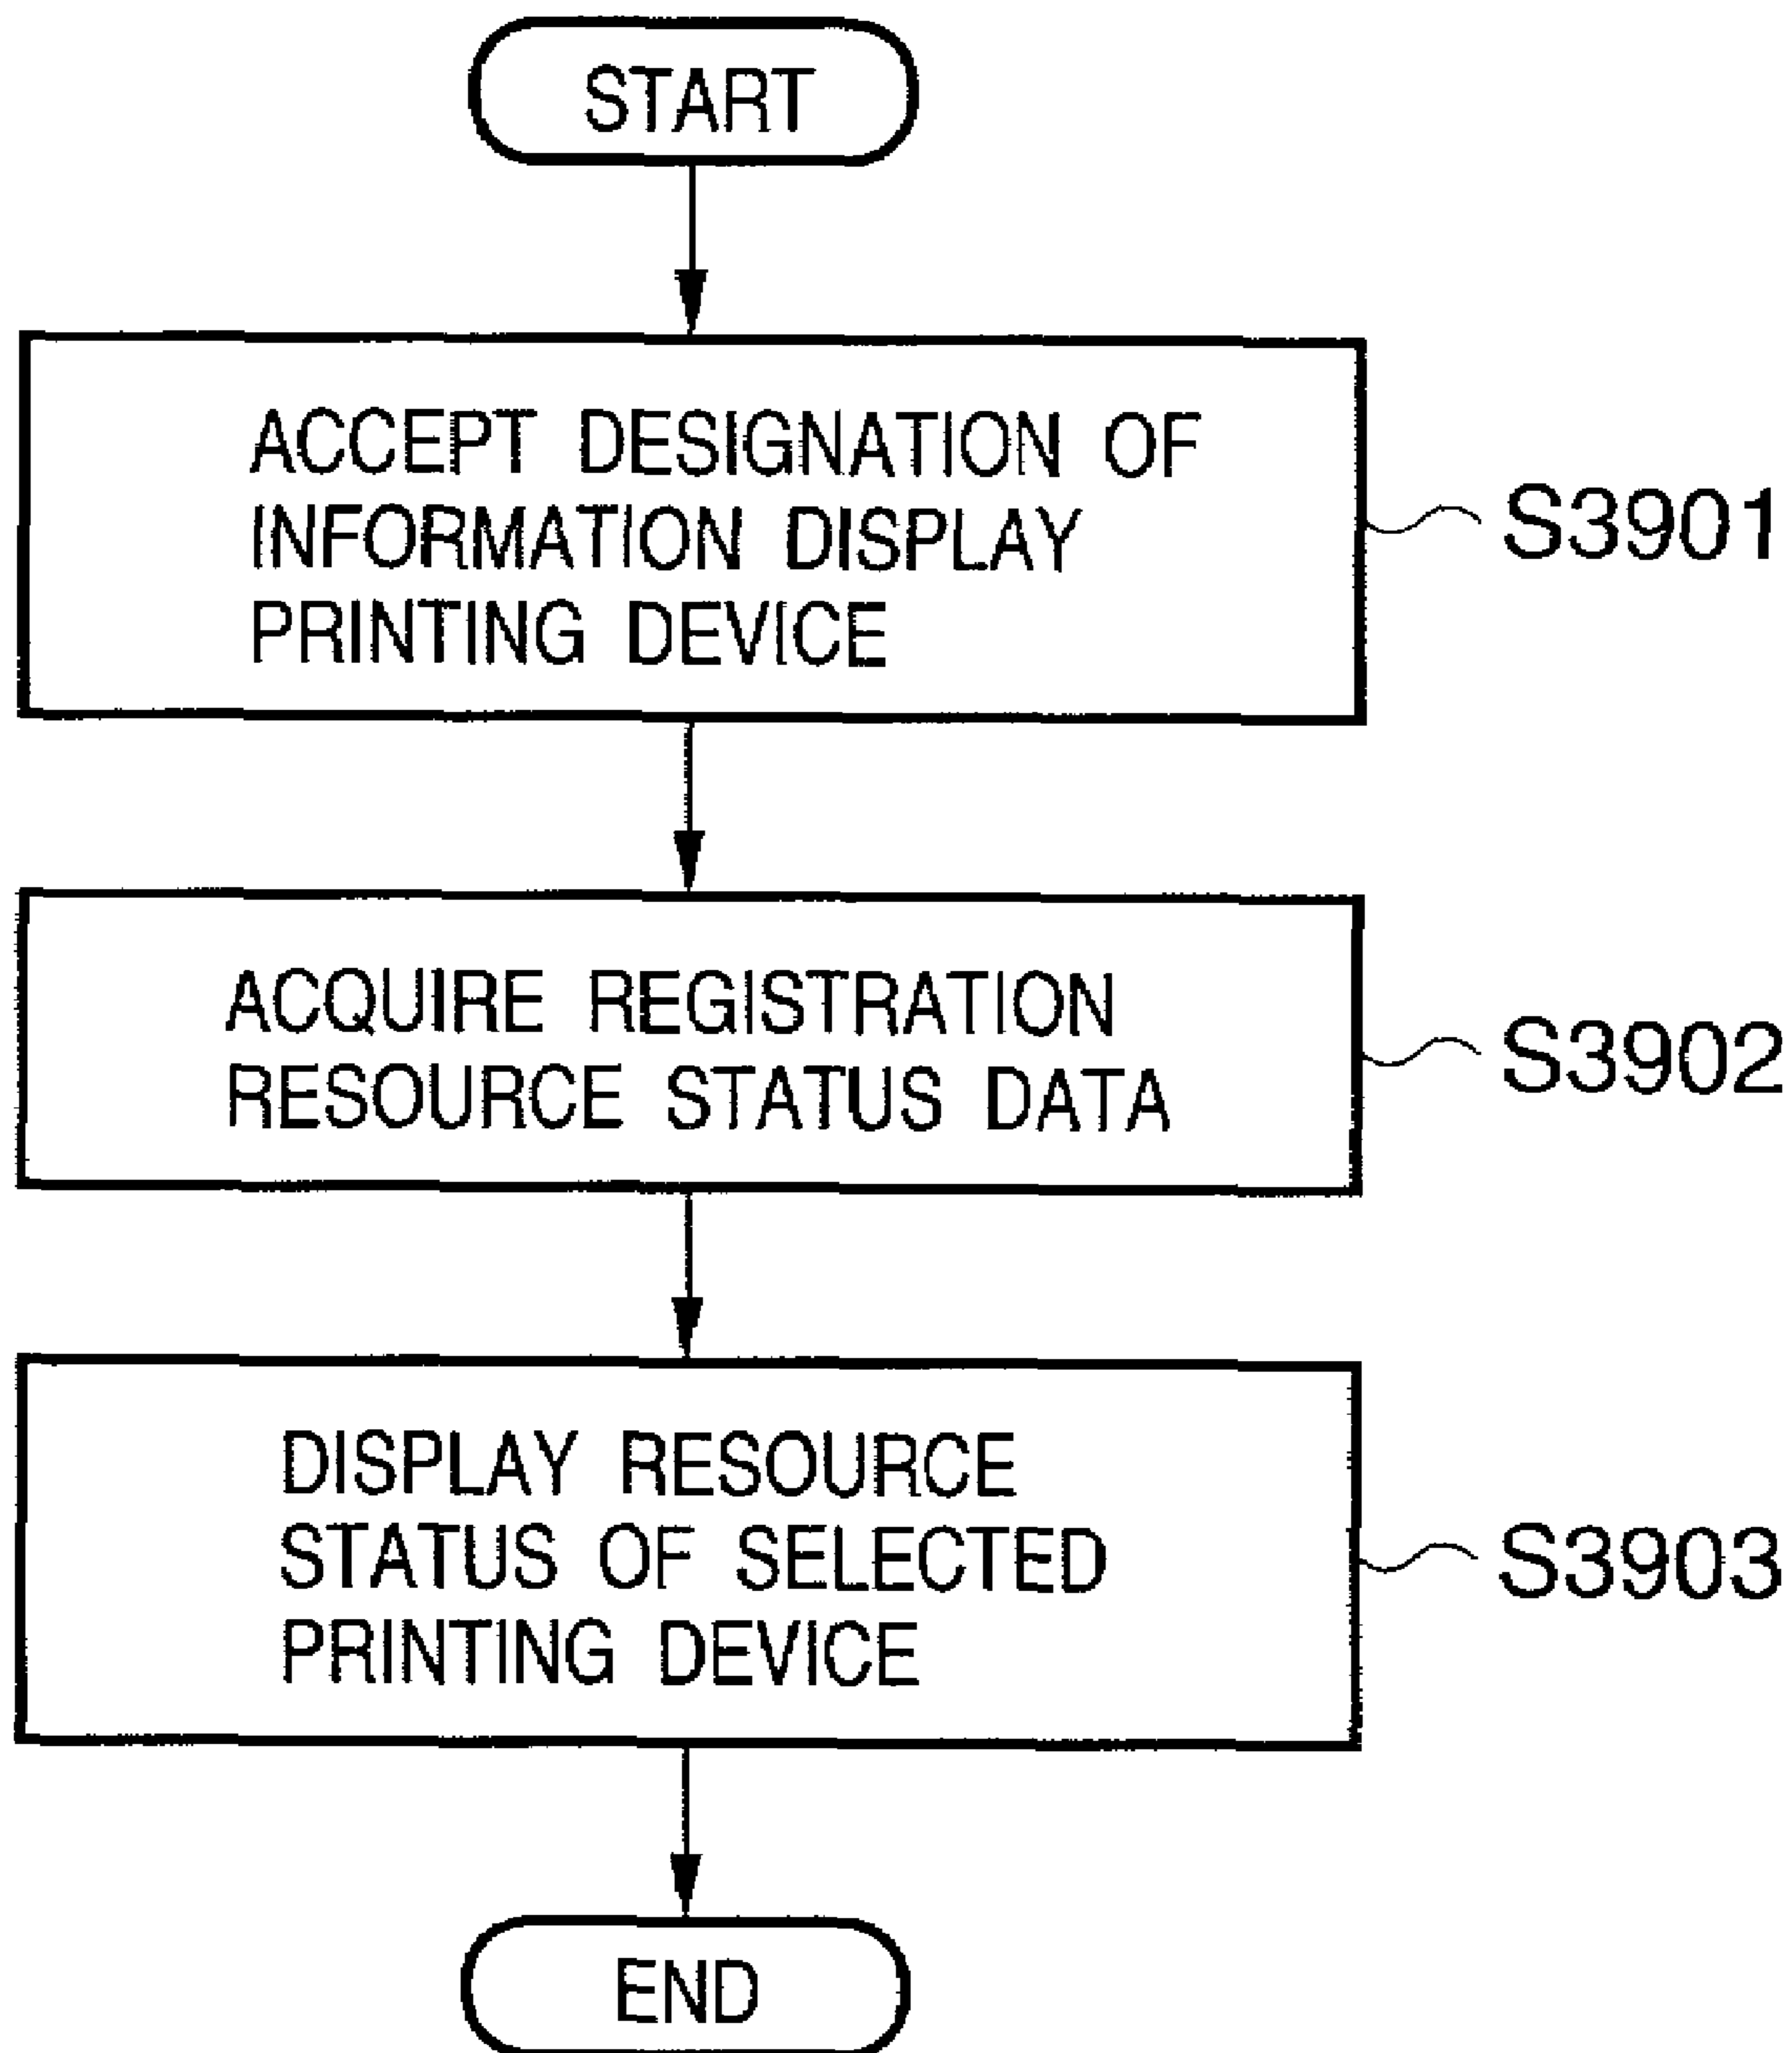 START
ACCEPT DESIGNATION OF
INFORMATION DISPLAY
PRINTING DEVICE
S3901
ACQUIRE REGISTRATION
RESOURCE STATUS DATA
S3902
DISPLAY RESOURCE
STATUS OF SELECTED
PRINTING DEVICE
S3903
END